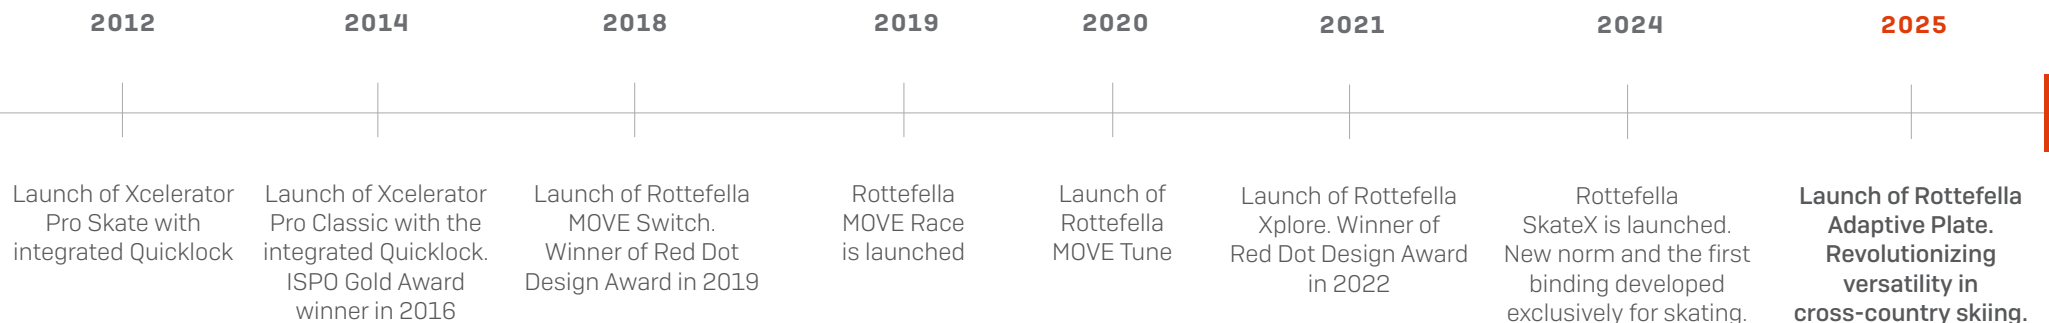 2012
Launch of Xcelerator
Pro Skate with
integrated Quicklock
2014
Launch of Xcelerator
Pro Classic with the
integrated Quicklock.
ISPO Gold Award
winner in 2016
2018
Launch of Rottefella
MOVE Switch.
Winner of Red Dot
Design Award in 2019
2019
Rottefella
MOVE Race
is launched
2020
Launch of
Rottefella
MOVE Tune
2021
Launch of Rottefella
Xplore. Winner of
Red Dot Design Award
in 2022
2024
Rottefella
SkateX is launched.
New norm and the first
binding developed
exclusively for skating.
2025
Launch of Rottefella
Adaptive Plate.
Revolutionizing
versatility in
cross-country skiing.